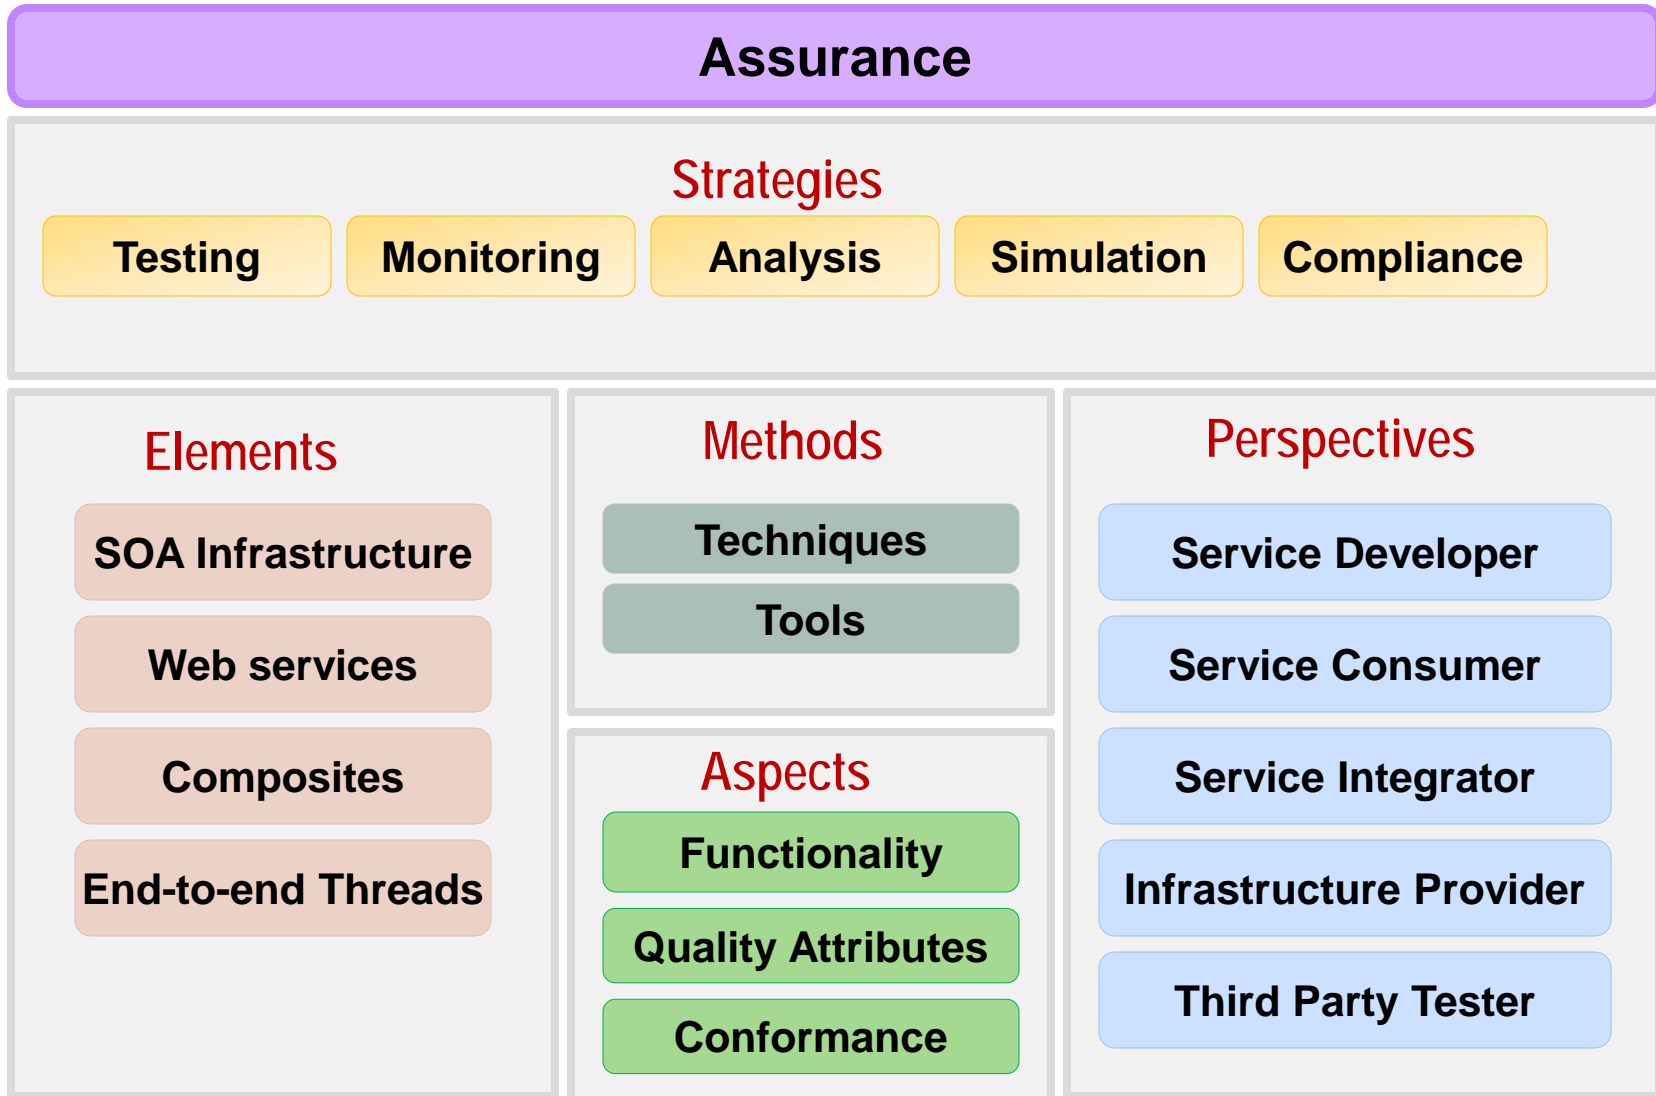 Assurance
Strategies
Testing
Monitoring
Analysis
Simulation
Compliance
Elements
SOA Infrastructure
Web services
Composites
End-to-end Threads
Methods
Techniques
Tools
Aspects
Functionality
Quality Attributes
Conformance
Perspectives
Service Developer
Service Consumer
Service Integrator
Infrastructure Provider
Third Party Tester